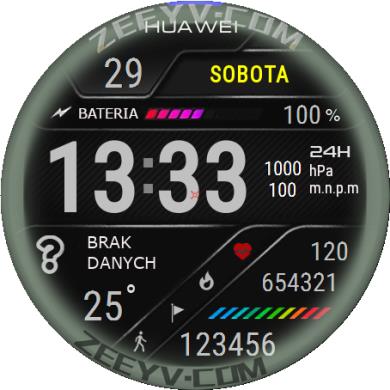 ZEEYV-COM
HUAWEI
29 SOBOTA
BATERIA 100 %
13:33
24H
1000 hPa
100 m.n.p.m
BRAK
DANYCH
25°
120
654321
123456
ZEEYV-COM